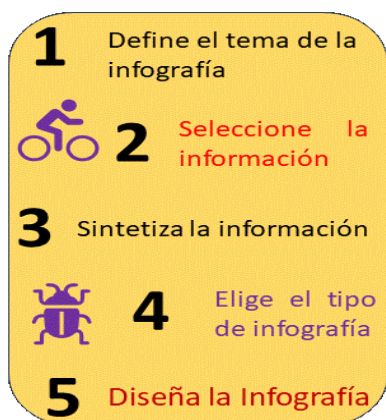 1 Define el tema de la
infografía
2 Seleccione la
información
3 Sintetiza la información
4 Elige el tipo
de infografía
5 Diseña la Infografía